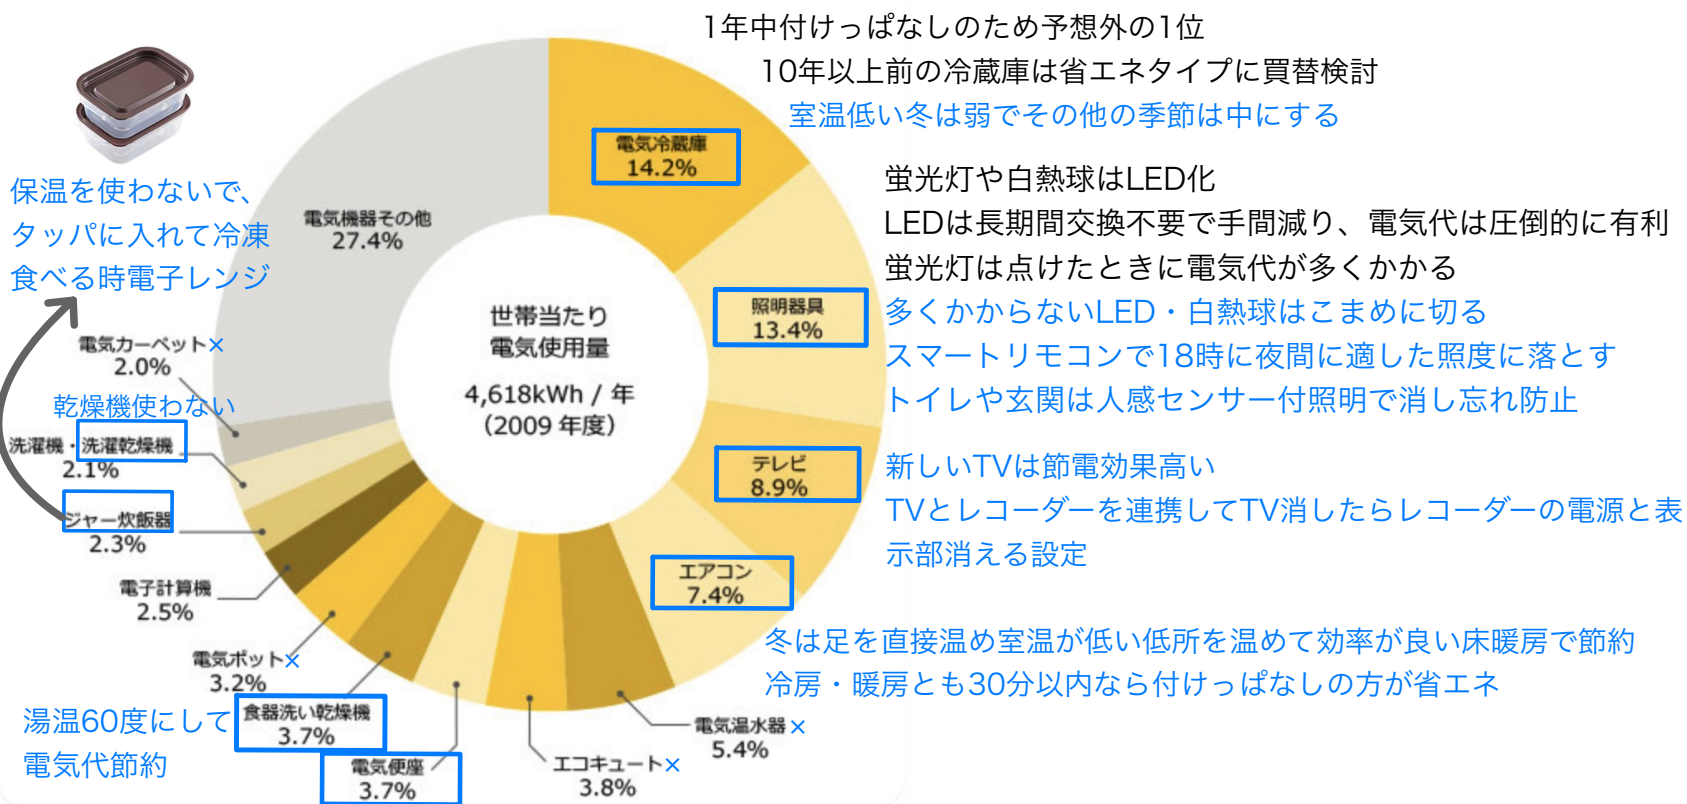 1年中付けっぱなしのため予想外の1位
10年以上前の冷蔵庫は省エネタイプに買替検討
室温低い冬は弱でその他の季節は中にする
電気冷蔵庫
14.2%
蛍光灯や白熱球はLED化
LEDは長期間交換不要で手間減り、電気代は圧倒的に有利
蛍光灯は点けたときに電気代が多くかかる
多くかからないLED・白熱球はこまめに切る
スマートリモコンで18時に夜間に適した照度に落とす
トイレや玄関は人感センサー付照明で消し忘れ防止
照明器具
13.4%
新しいTVは節電効果高い
TVとレコーダーを連携してTV消したらレコーダーの電源と表
示部消える設定
テレビ
8.9%
エアコン
7.4%
冬は足を直接温め室温が低い低所を温めて効率が良い床暖房で節約
冷房・暖房とも30分以内なら付けっぱなしの方が省エネ
電気温水器×
5.4%
エコキュート×
3.8%
電気便座
3.7%
食器洗い乾燥機
3.7%
湯温60度にして
電気代節約
電気ポット×
3.2%
電子計算機
2.5%
ジャー炊飯器
2.3%
保温を使わないで、
タッパに入れて冷凍
食べる時電子レンジ
洗濯機・洗濯乾燥機
2.1%
乾燥機使わない
電気カーペット×
2.0%
電気機器その他
27.4%
世帯当たり
電気使用量
4,618kWh / 年
（2009 年度）